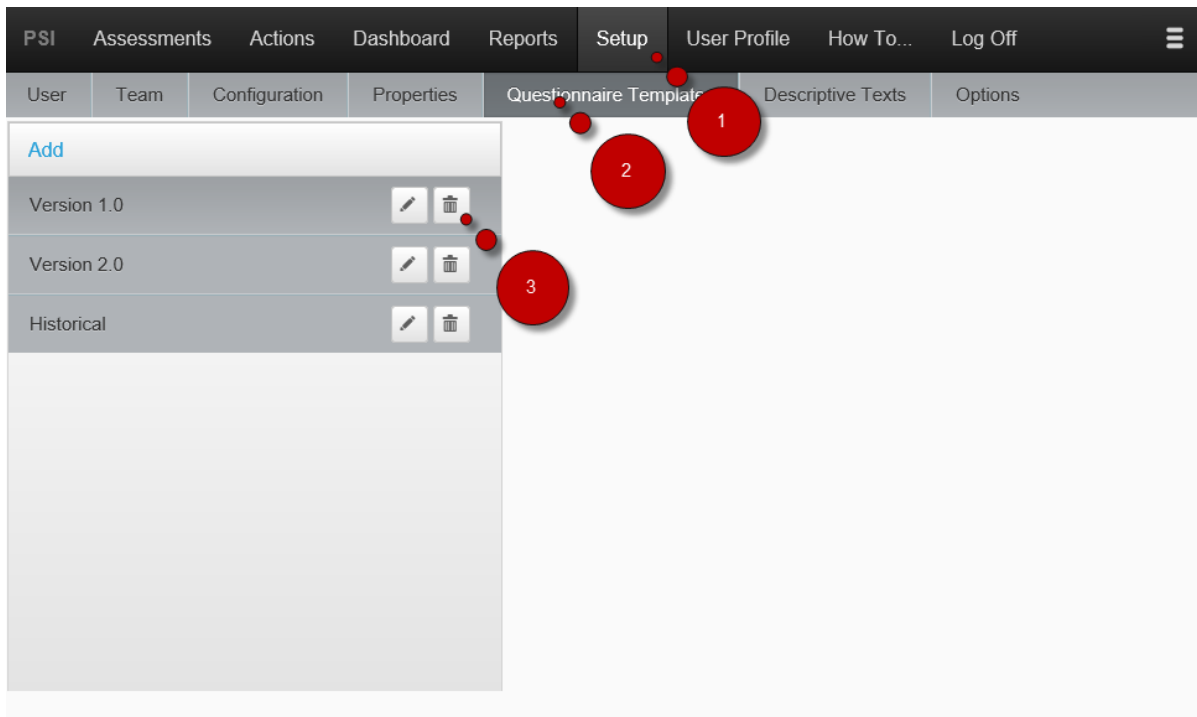 PSI Assessments Actions Dashboard Reports Setup User Profile How To... Log Off
User Team Configuration Properties Questionnaire Template Descriptive Texts Options
1
Add
2
Version 1.0
Version 2.0
3
Historical